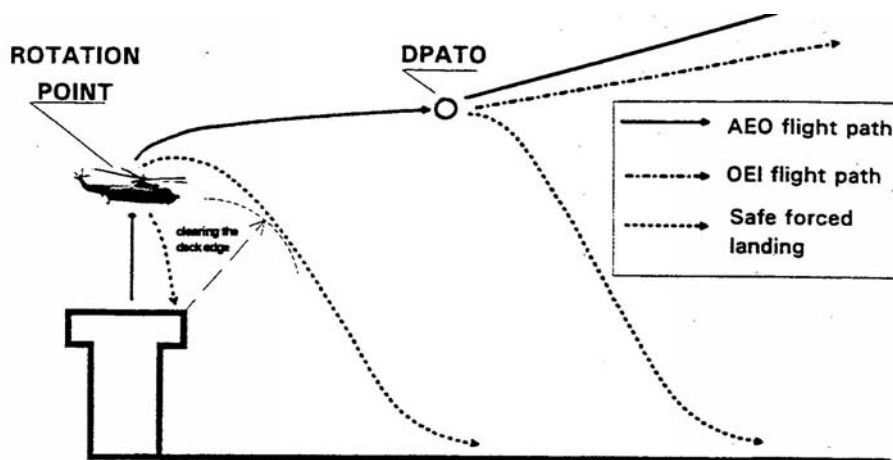 ROTATION
POINT
DPATO
clearing the
deck edge
AEO flight path
OEI flight path
Safe forced
landing